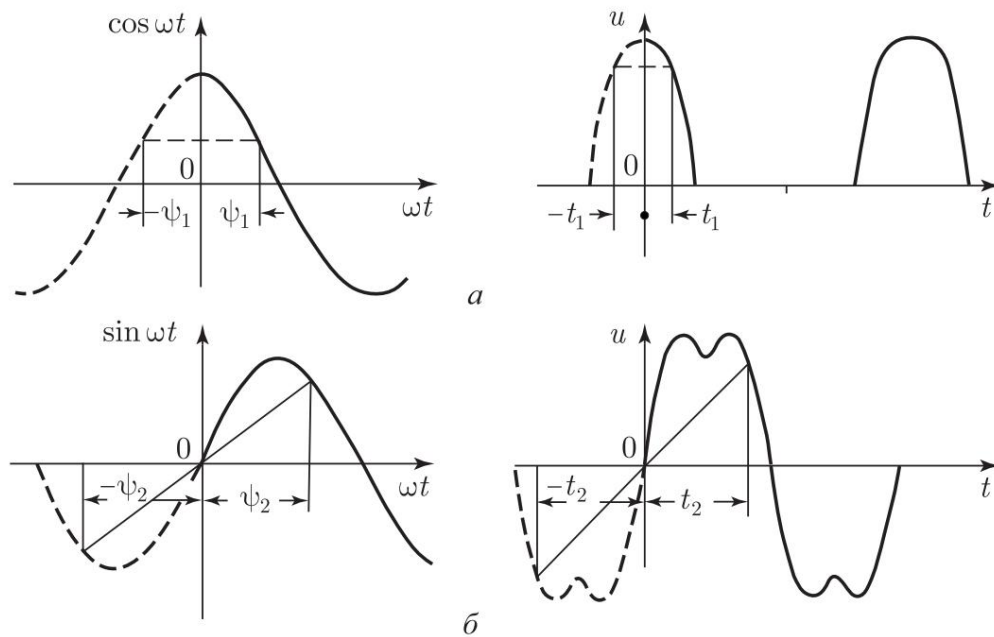 cos ωt
u
0
0
-ψ₁ ψ₁
ωt
-t₁ t₁
t
а
sin ωt
u
0
0
-ψ₂ ψ₂
ωt
-t₂ t₂
t
б